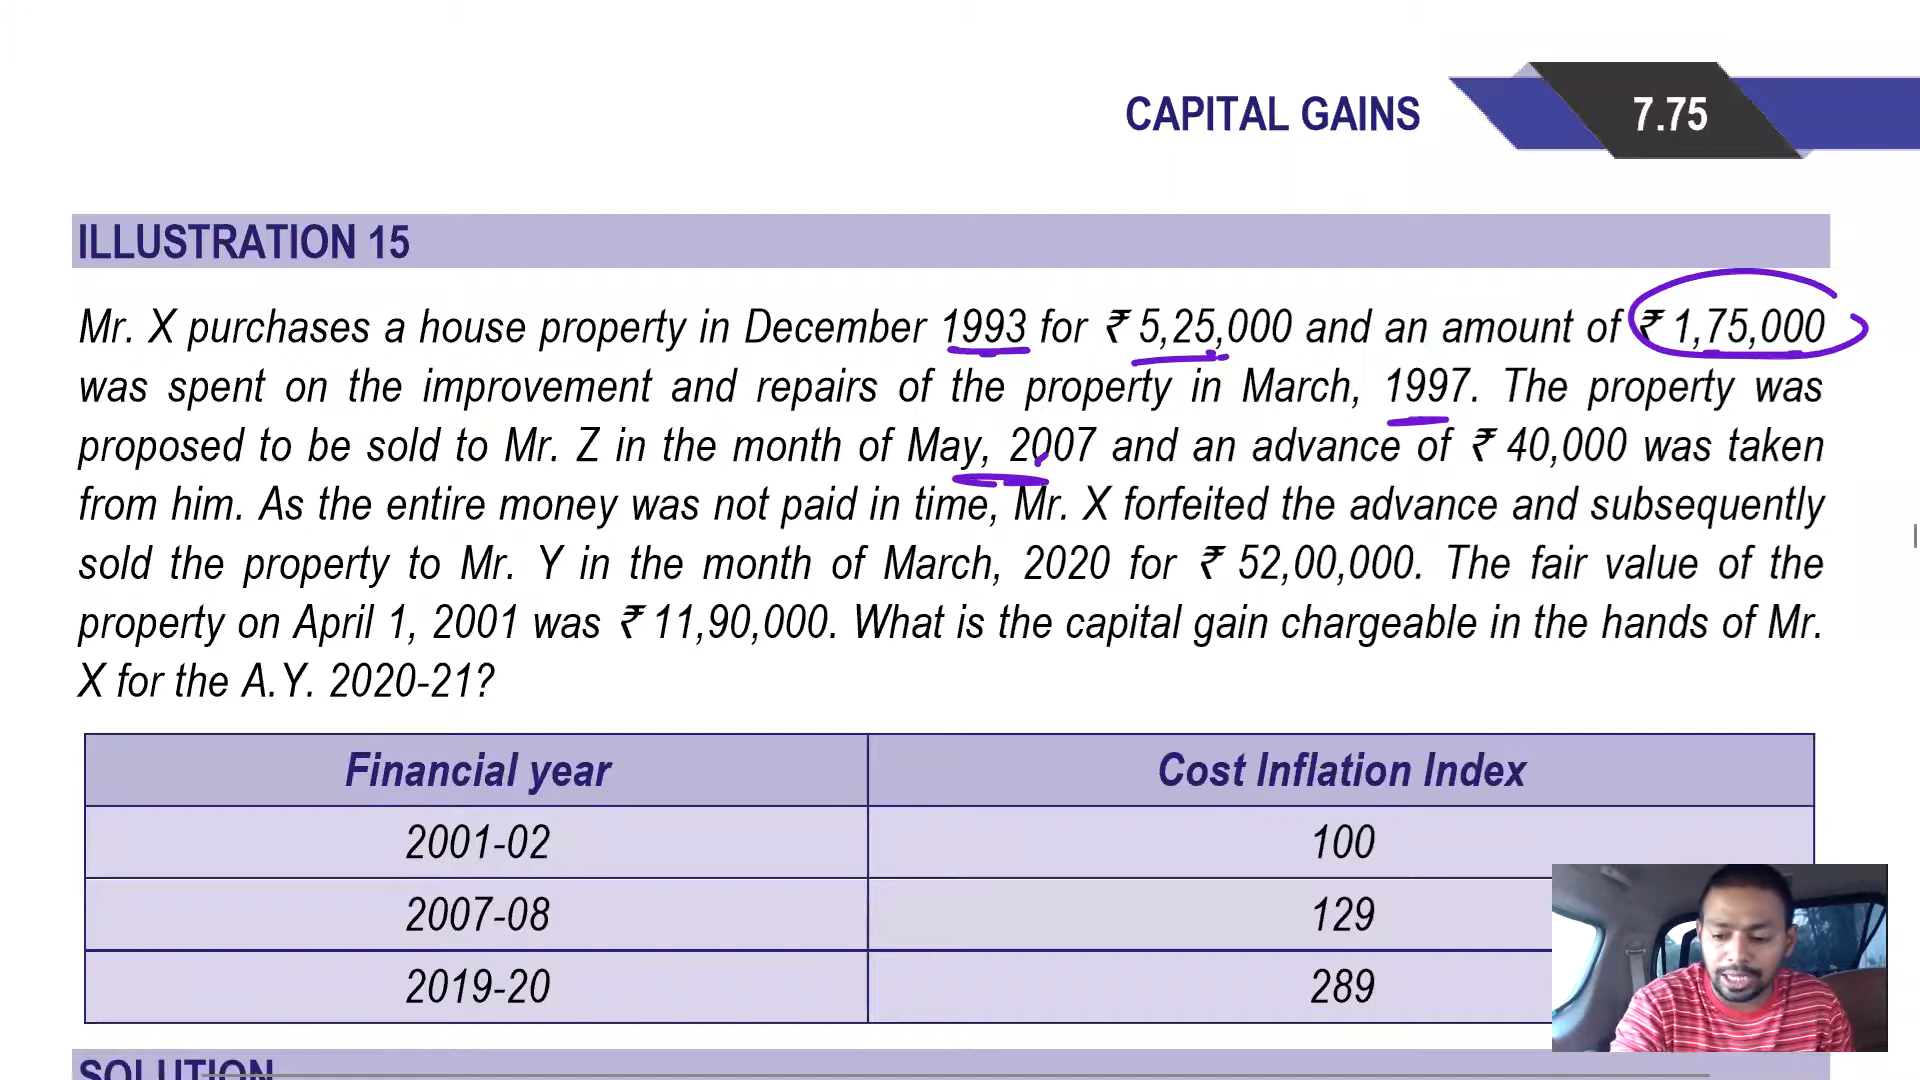 CAPITAL GAINS 7.75
ILLUSTRATION 15
Mr. X purchases a house property in December 1993 for ₹ 5,25,000 and an amount of ₹ 1,75,000
was spent on the improvement and repairs of the property in March, 1997. The property was
proposed to be sold to Mr. Z in the month of May, 2007 and an advance of ₹ 40,000 was taken
from him. As the entire money was not paid in time, Mr. X forfeited the advance and subsequently
sold the property to Mr. Y in the month of March, 2020 for ₹ 52,00,000. The fair value of the
property on April 1, 2001 was ₹ 11,90,000. What is the capital gain chargeable in the hands of Mr.
X for the A.Y. 2020-21?
Financial year Cost Inflation Index
2001-02 100
2007-08 129
2019-20 289
SOLUTION